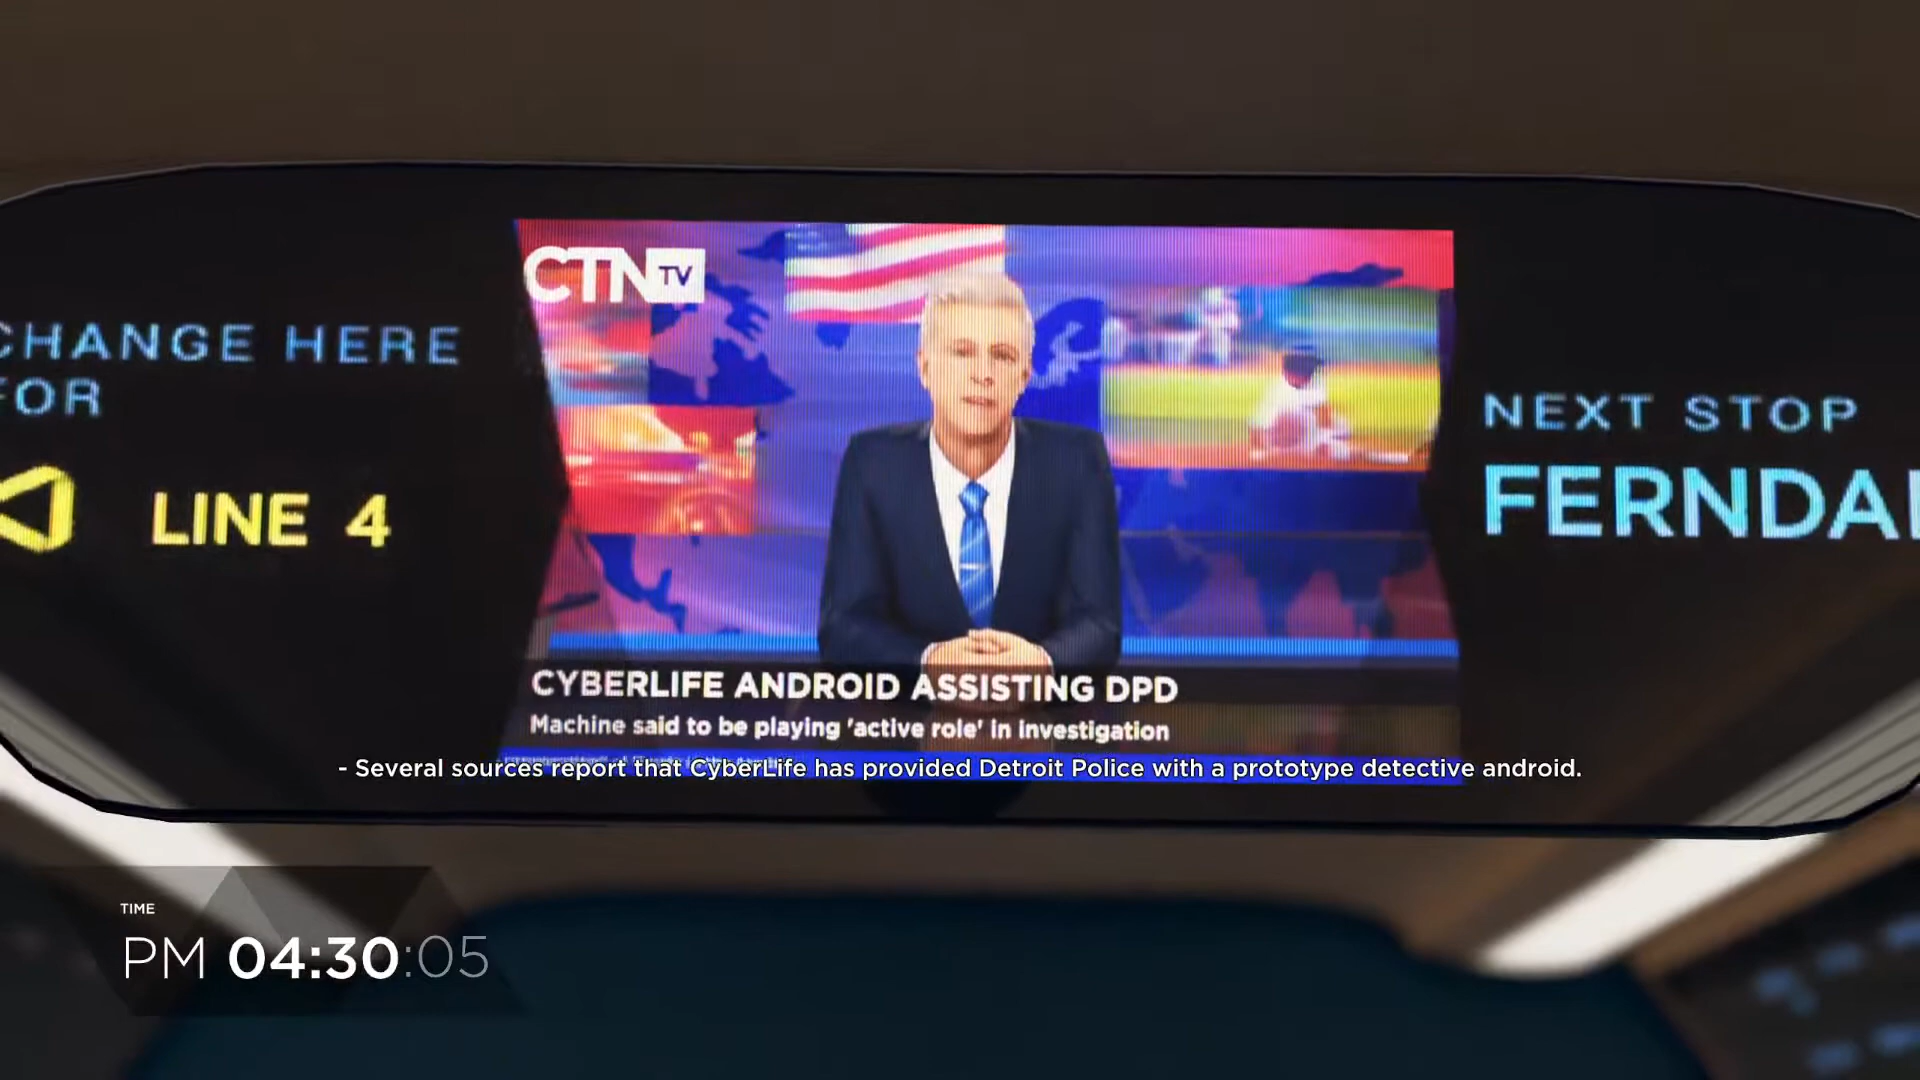 CTN TV
CHANGE HERE
FOR
LINE 4
NEXT STOP
FERNDAL
CYBERLIFE ANDROID ASSISTING DPD
Machine said to be playing 'active role' in investigation
- Several sources report that CyberLife has provided Detroit Police with a prototype detective android.
TIME
PM 04:30:05